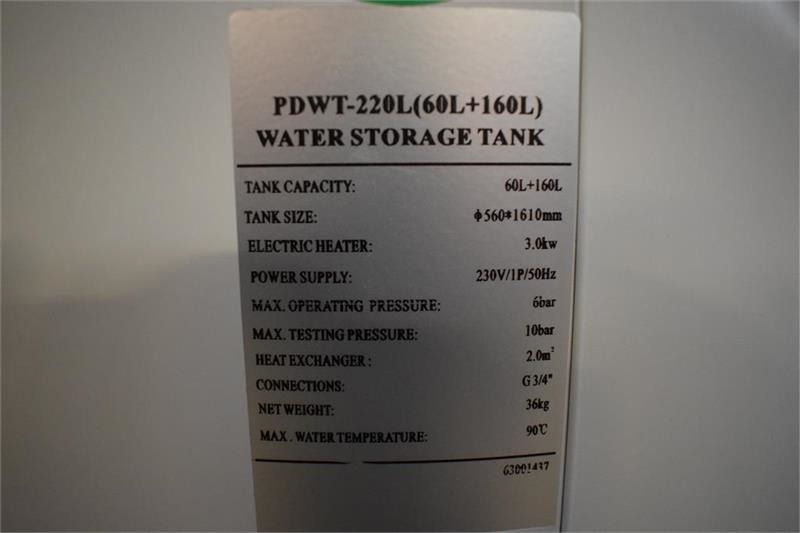 PDWT-220L(60L+160L)
WATER STORAGE TANK
TANK CAPACITY: 60L+160L
TANK SIZE: ϕ560*1610mm
ELECTRIC HEATER: 3.0kw
POWER SUPPLY: 230V/1P/50Hz
MAX. OPERATING PRESSURE: 6bar
MAX. TESTING PRESSURE: 10bar
HEAT EXCHANGER: 2.0m²
CONNECTIONS: G 3/4"
NET WEIGHT: 36kg
MAX. WATER TEMPERATURE: 90℃
63001437